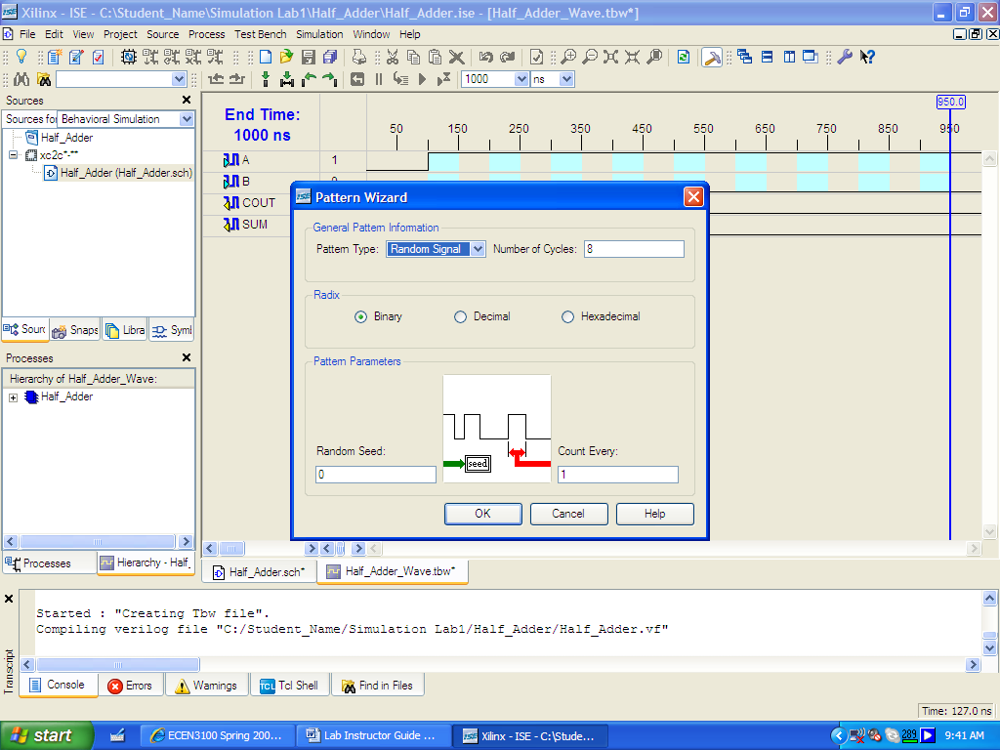 Xilinx - ISE - C:\Student_Name\Simulation Lab1\Half_Adder\Half_Adder.ise - [Half_Adder_Wave.tbw*]
File Edit View Project Source Process Test Bench Simulation Window Help
1000 ns
Sources
Sources for Behavioral Simulation
Half_Adder
xc2c*-**
Half_Adder (Half_Adder.sch)
Sourc Snaps Libra Symb
Processes
Hierarchy of Half_Adder_Wave:
Half_Adder
Processes Hierarchy - Half_
End Time:
1000 ns
950.0
50 150 250 350 450 550 650 750 850 950
A 1
B 0
COUT
SUM
ISE Pattern Wizard
General Pattern Information
Pattern Type: Random Signal Number of Cycles: 8
Radix
Binary Decimal Hexadecimal
Pattern Parameters
Random Seed:
0
seed
Count Every:
1
OK Cancel Help
Half_Adder.sch* Half_Adder_Wave.tbw*
Started : "Creating Tbw file".
Compiling verilog file "C:/Student_Name/Simulation Lab1/Half_Adder/Half_Adder.vf"
Transcript
Console Errors Warnings TCL Tcl Shell Find in Files
Time: 127.0 ns
start ECEN3100 Spring 200... Lab Instructor Guide ... ISE Xilinx - ISE - C:\Stude... 289 9:41 AM